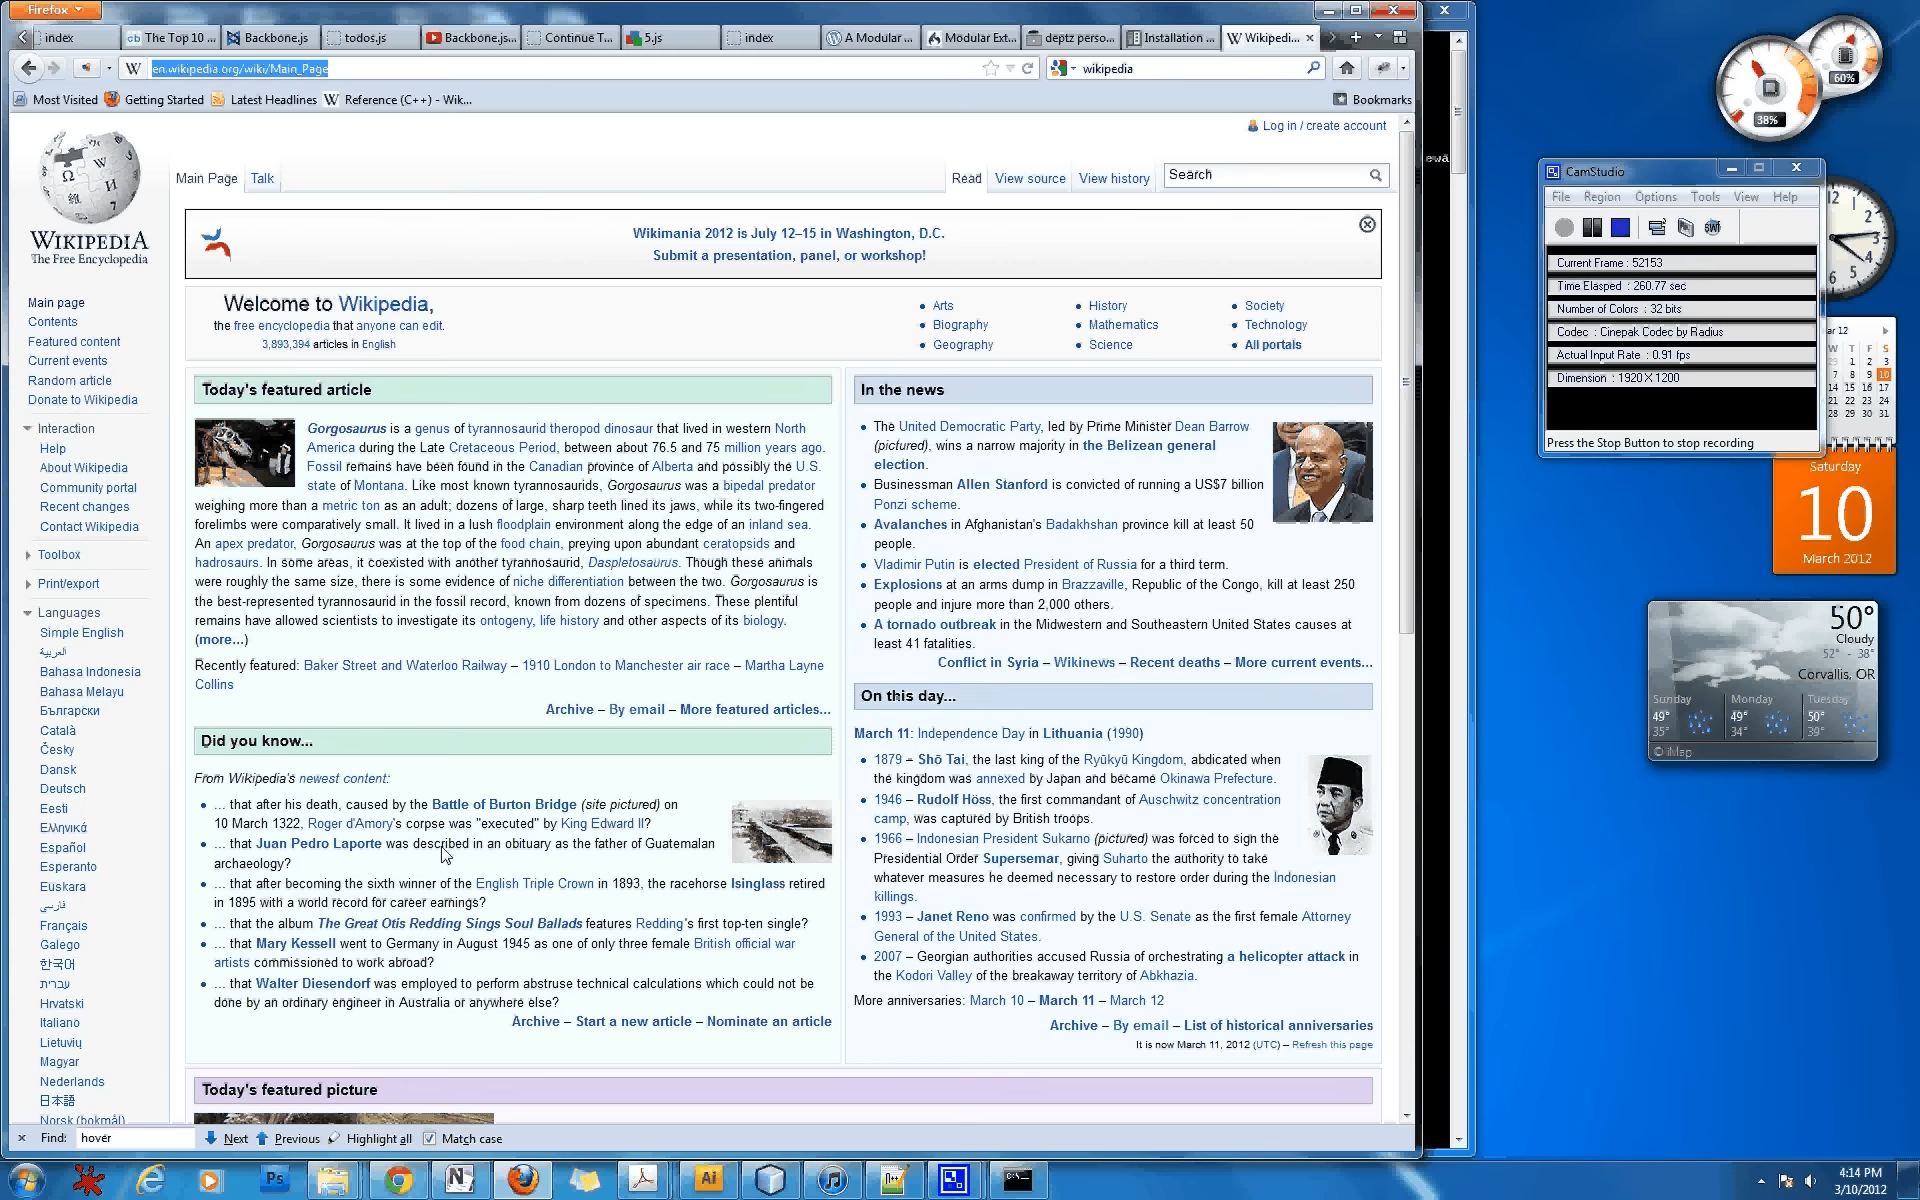 Firefox
index
The Top 10 ...
Backbone.js
todos.js
Backbone.js...
Continue T...
5.js
index
A Modular ...
Modular Ext...
deptz perso...
Installation ...
Wikipedi...
en.wikipedia.org/wiki/Main_Page
wikipedia
Most Visited
Getting Started
Latest Headlines
Reference (C++) - Wik...
Bookmarks
Log in / create account
WIKIPEDIA
The Free Encyclopedia
Main Page
Talk
Read
View source
View history
Search
Wikimania 2012 is July 12–15 in Washington, D.C.
Submit a presentation, panel, or workshop!
Welcome to Wikipedia,
the free encyclopedia that anyone can edit.
3,893,394 articles in English
Arts
Biography
Geography
History
Mathematics
Science
Society
Technology
All portals
Main page
Contents
Featured content
Current events
Random article
Donate to Wikipedia
Interaction
Help
About Wikipedia
Community portal
Recent changes
Contact Wikipedia
Toolbox
Print/export
Languages
Simple English
العربية
Bahasa Indonesia
Bahasa Melayu
Български
Català
Česky
Dansk
Deutsch
Eesti
Ελληνικά
Español
Esperanto
Euskara
فارسی
Français
Galego
한국어
עברית
Hrvatski
Italiano
Lietuvių
Magyar
Nederlands
日本語
Norsk (bokmål)
Today's featured article
Gorgosaurus is a genus of tyrannosaurid theropod dinosaur that lived in western North
America during the Late Cretaceous Period, between about 76.5 and 75 million years ago.
Fossil remains have been found in the Canadian province of Alberta and possibly the U.S.
state of Montana. Like most known tyrannosaurids, Gorgosaurus was a bipedal predator
weighing more than a metric ton as an adult; dozens of large, sharp teeth lined its jaws, while its two-fingered
forelimbs were comparatively small. It lived in a lush floodplain environment along the edge of an inland sea.
An apex predator, Gorgosaurus was at the top of the food chain, preying upon abundant ceratopsids and
hadrosaurs. In some areas, it coexisted with another tyrannosaurid, Daspletosaurus. Though these animals
were roughly the same size, there is some evidence of niche differentiation between the two. Gorgosaurus is
the best-represented tyrannosaurid in the fossil record, known from dozens of specimens. These plentiful
remains have allowed scientists to investigate its ontogeny, life history and other aspects of its biology.
(more...)
Recently featured: Baker Street and Waterloo Railway – 1910 London to Manchester air race – Martha Layne
Collins
Archive – By email – More featured articles...
Did you know...
From Wikipedia's newest content:
... that after his death, caused by the Battle of Burton Bridge (site pictured) on
10 March 1322, Roger d'Amory's corpse was "executed" by King Edward II?
... that Juan Pedro Laporte was described in an obituary as the father of Guatemalan
archaeology?
... that after becoming the sixth winner of the English Triple Crown in 1893, the racehorse Isinglass retired
in 1895 with a world record for career earnings?
... that the album The Great Otis Redding Sings Soul Ballads features Redding's first top-ten single?
... that Mary Kessell went to Germany in August 1945 as one of only three female British official war
artists commissioned to work abroad?
... that Walter Diesendorf was employed to perform abstruse technical calculations which could not be
done by an ordinary engineer in Australia or anywhere else?
Archive – Start a new article – Nominate an article
In the news
The United Democratic Party, led by Prime Minister Dean Barrow
(pictured), wins a narrow majority in the Belizean general
election.
Businessman Allen Stanford is convicted of running a US$7 billion
Ponzi scheme.
Avalanches in Afghanistan's Badakhshan province kill at least 50
people.
Vladimir Putin is elected President of Russia for a third term.
Explosions at an arms dump in Brazzaville, Republic of the Congo, kill at least 250
people and injure more than 2,000 others.
A tornado outbreak in the Midwestern and Southeastern United States causes at
least 41 fatalities.
Conflict in Syria – Wikinews – Recent deaths – More current events...
On this day...
March 11: Independence Day in Lithuania (1990)
1879 – Shō Tai, the last king of the Ryūkyū Kingdom, abdicated when
the kingdom was annexed by Japan and became Okinawa Prefecture.
1946 – Rudolf Höss, the first commandant of Auschwitz concentration
camp, was captured by British troops.
1966 – Indonesian President Sukarno (pictured) was forced to sign the
Presidential Order Supersemar, giving Suharto the authority to take
whatever measures he deemed necessary to restore order during the Indonesian
killings.
1993 – Janet Reno was confirmed by the U.S. Senate as the first female Attorney
General of the United States.
2007 – Georgian authorities accused Russia of orchestrating a helicopter attack in
the Kodori Valley of the breakaway territory of Abkhazia.
More anniversaries: March 10 – March 11 – March 12
Archive – By email – List of historical anniversaries
It is now March 11, 2012 (UTC) – Refresh this page
Today's featured picture
Find: hover
Next
Previous
Highlight all
Match case
60%
38%
CamStudio
File Region Options Tools View Help
Current Frame : 52153
Time Elasped : 260.77 sec
Number of Colors : 32 bits
Codec : Cinepak Codec by Radius
Actual Input Rate : 0.91 fps
Dimension : 1920 X 1200
Press the Stop Button to stop recording
12 1 2 3 4 5 6
ar 12
W T F S
1 2 3
7 8 9 10
14 15 16 17
21 22 23 24
28 29 30 31
Saturday
10
March 2012
50°
Cloudy
52° - 38°
Corvallis, OR
Sunday Monday Tuesday
49° 49° 50°
35° 34° 39°
© iMap
Ps
Ai
4:14 PM
3/10/2012